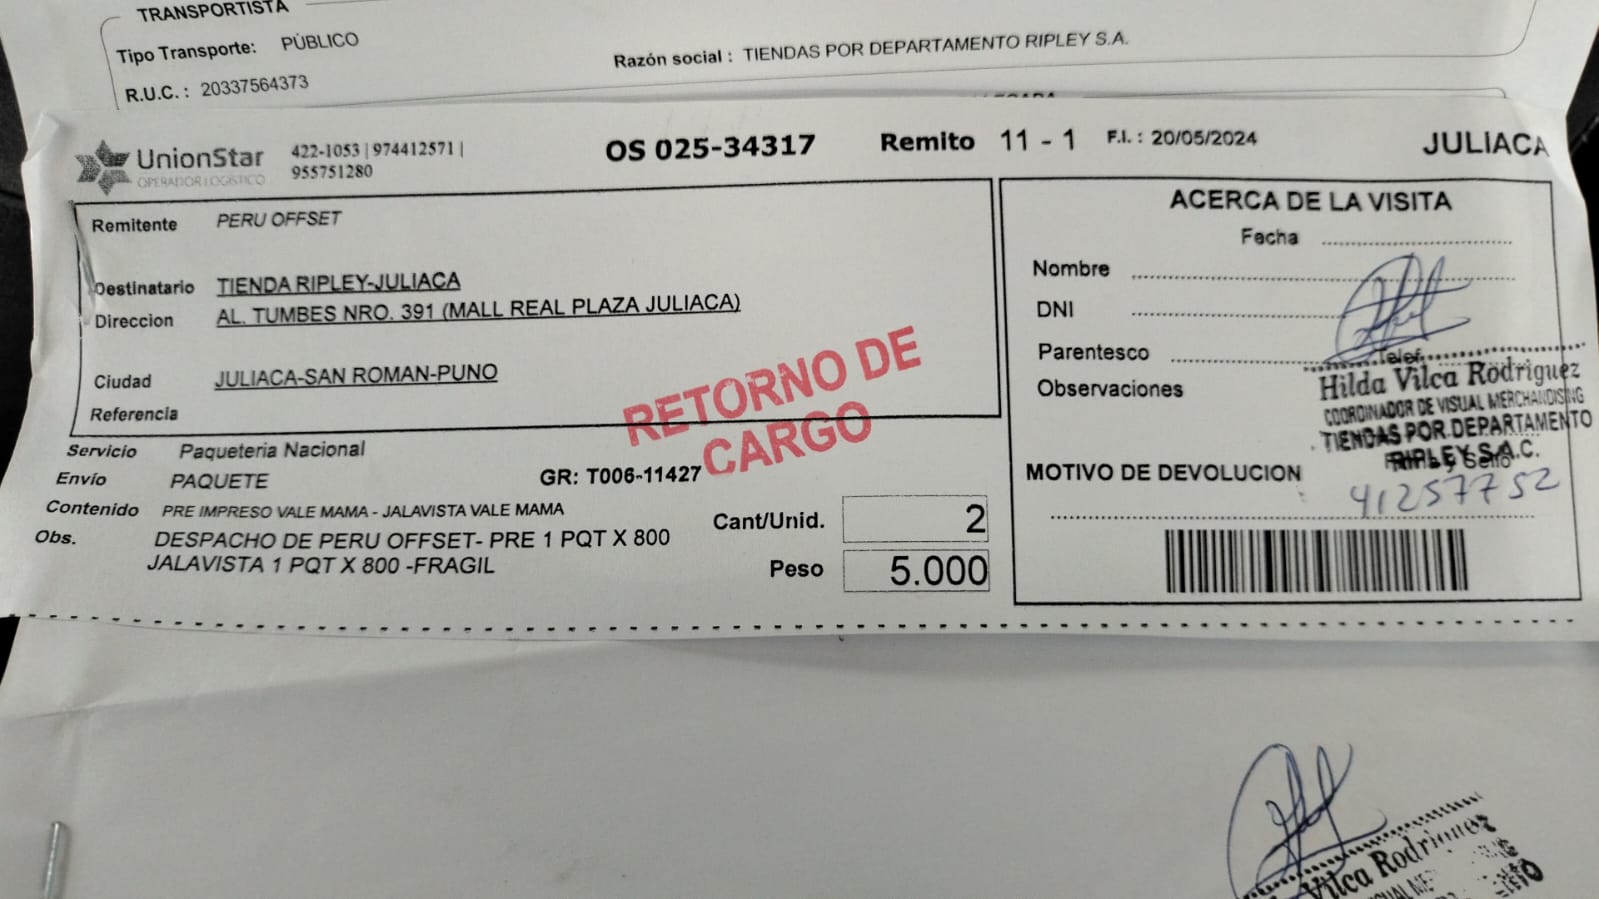 TRANSPORTISTA
Tipo Transporte: PÚBLICO
Razón social : TIENDAS POR DEPARTAMENTO RIPLEY S.A.
R.U.C. : 20337564373
UnionStar
OPERADOR LOGÍSTICO
422-1053 | 974412571 |
955751280
OS 025-34317
Remito 11 - 1
F.I. : 20/05/2024
JULIACA
Remitente PERU OFFSET
Destinatario TIENDA RIPLEY-JULIACA
Direccion AL. TUMBES NRO. 391 (MALL REAL PLAZA JULIACA)
Ciudad JULIACA-SAN ROMAN-PUNO
Referencia
RETORNO DE
CARGO
Servicio Paqueteria Nacional
Envío PAQUETE
GR: T006-11427
Contenido PRE IMPRESO VALE MAMA - JALAVISTA VALE MAMA
Obs. DESPACHO DE PERU OFFSET- PRE 1 PQT X 800
JALAVISTA 1 PQT X 800 -FRAGIL
Cant/Unid. 2
Peso 5.000
ACERCA DE LA VISITA
Fecha
Nombre
DNI
Parentesco
Telef.
Observaciones
Hilda Vilca Rodriguez
COORDINADOR DE VISUAL MERCHANDISING
TIENDAS POR DEPARTAMENTO
RIPLEY S.A.C.
Firma y Sello
41257752
MOTIVO DE DEVOLUCION
Vilca Rodriguez